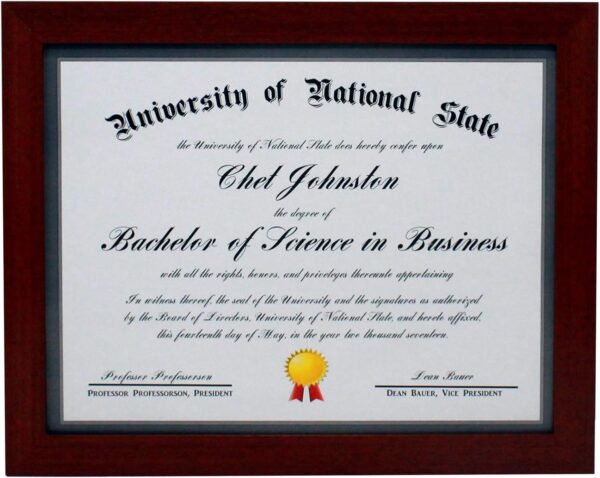 University of National State
the University of National State does hereby confer upon
Chet Johnston
the degree of
Bachelor of Science in Business
with all the rights, honors, and privileges thereunto appertaining
In witness thereof, the seal of the University and the signatures as authorized
by the Board of Directors, University of National State, and hereto affixed,
this fourteenth day of May, in the year two thousand seventeen.
Professor Professorson
Dean Bauer
Professor Professorson, President
Dean Bauer, Vice President